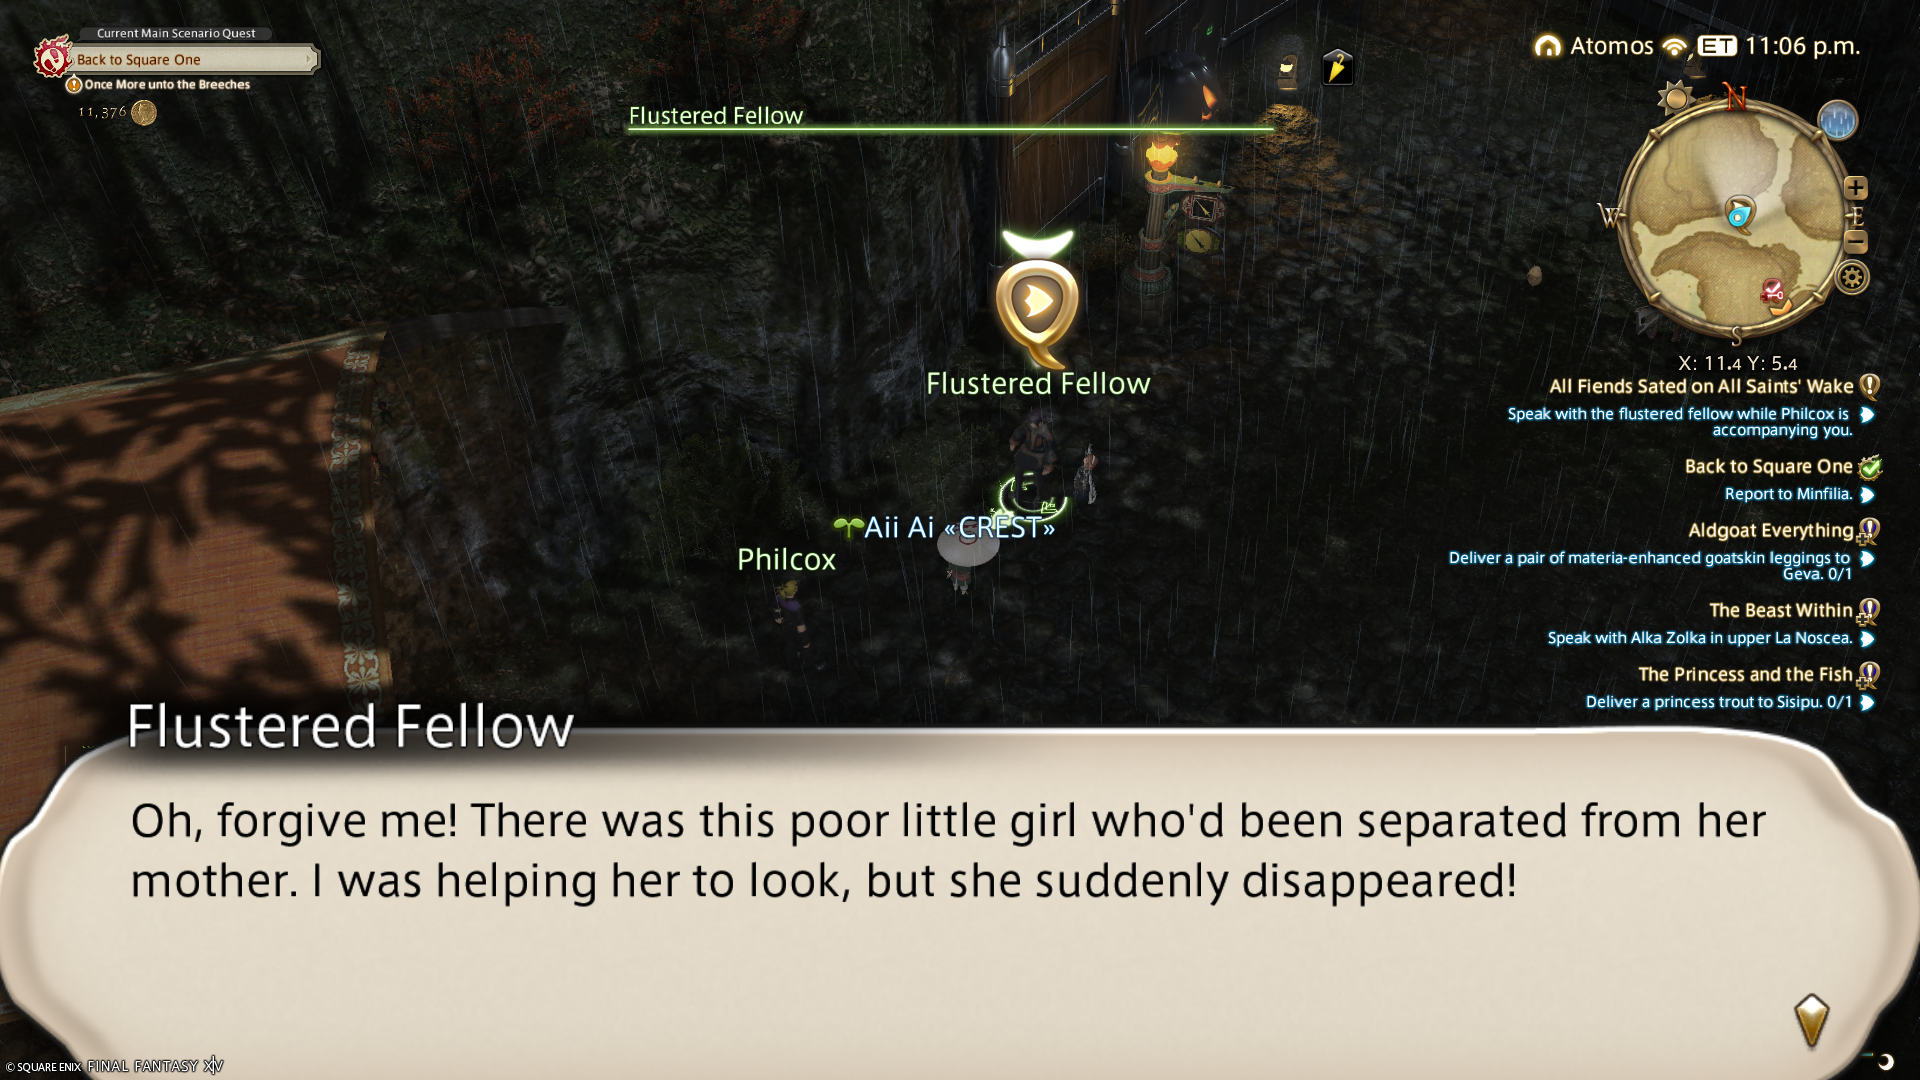 Current Main Scenario Quest
Back to Square One
Once More unto the Breeches
11,376
Flustered Fellow
Atomos ET 11:06 p.m.
N
W
E
S
X: 11.4 Y: 5.4
All Fiends Sated on All Saints' Wake
Speak with the flustered fellow while Philcox is
accompanying you.
Back to Square One
Report to Minfilia.
Aldgoat Everything
Deliver a pair of materia-enhanced goatskin leggings to
Geva. 0/1
The Beast Within
Speak with Alka Zolka in upper La Noscea.
The Princess and the Fish
Deliver a princess trout to Sisipu. 0/1
Flustered Fellow
Aii Ai «CREST»
Philcox
Flustered Fellow
Oh, forgive me! There was this poor little girl who'd been separated from her
mother. I was helping her to look, but she suddenly disappeared!
© SQUARE ENIX FINAL FANTASY XIV